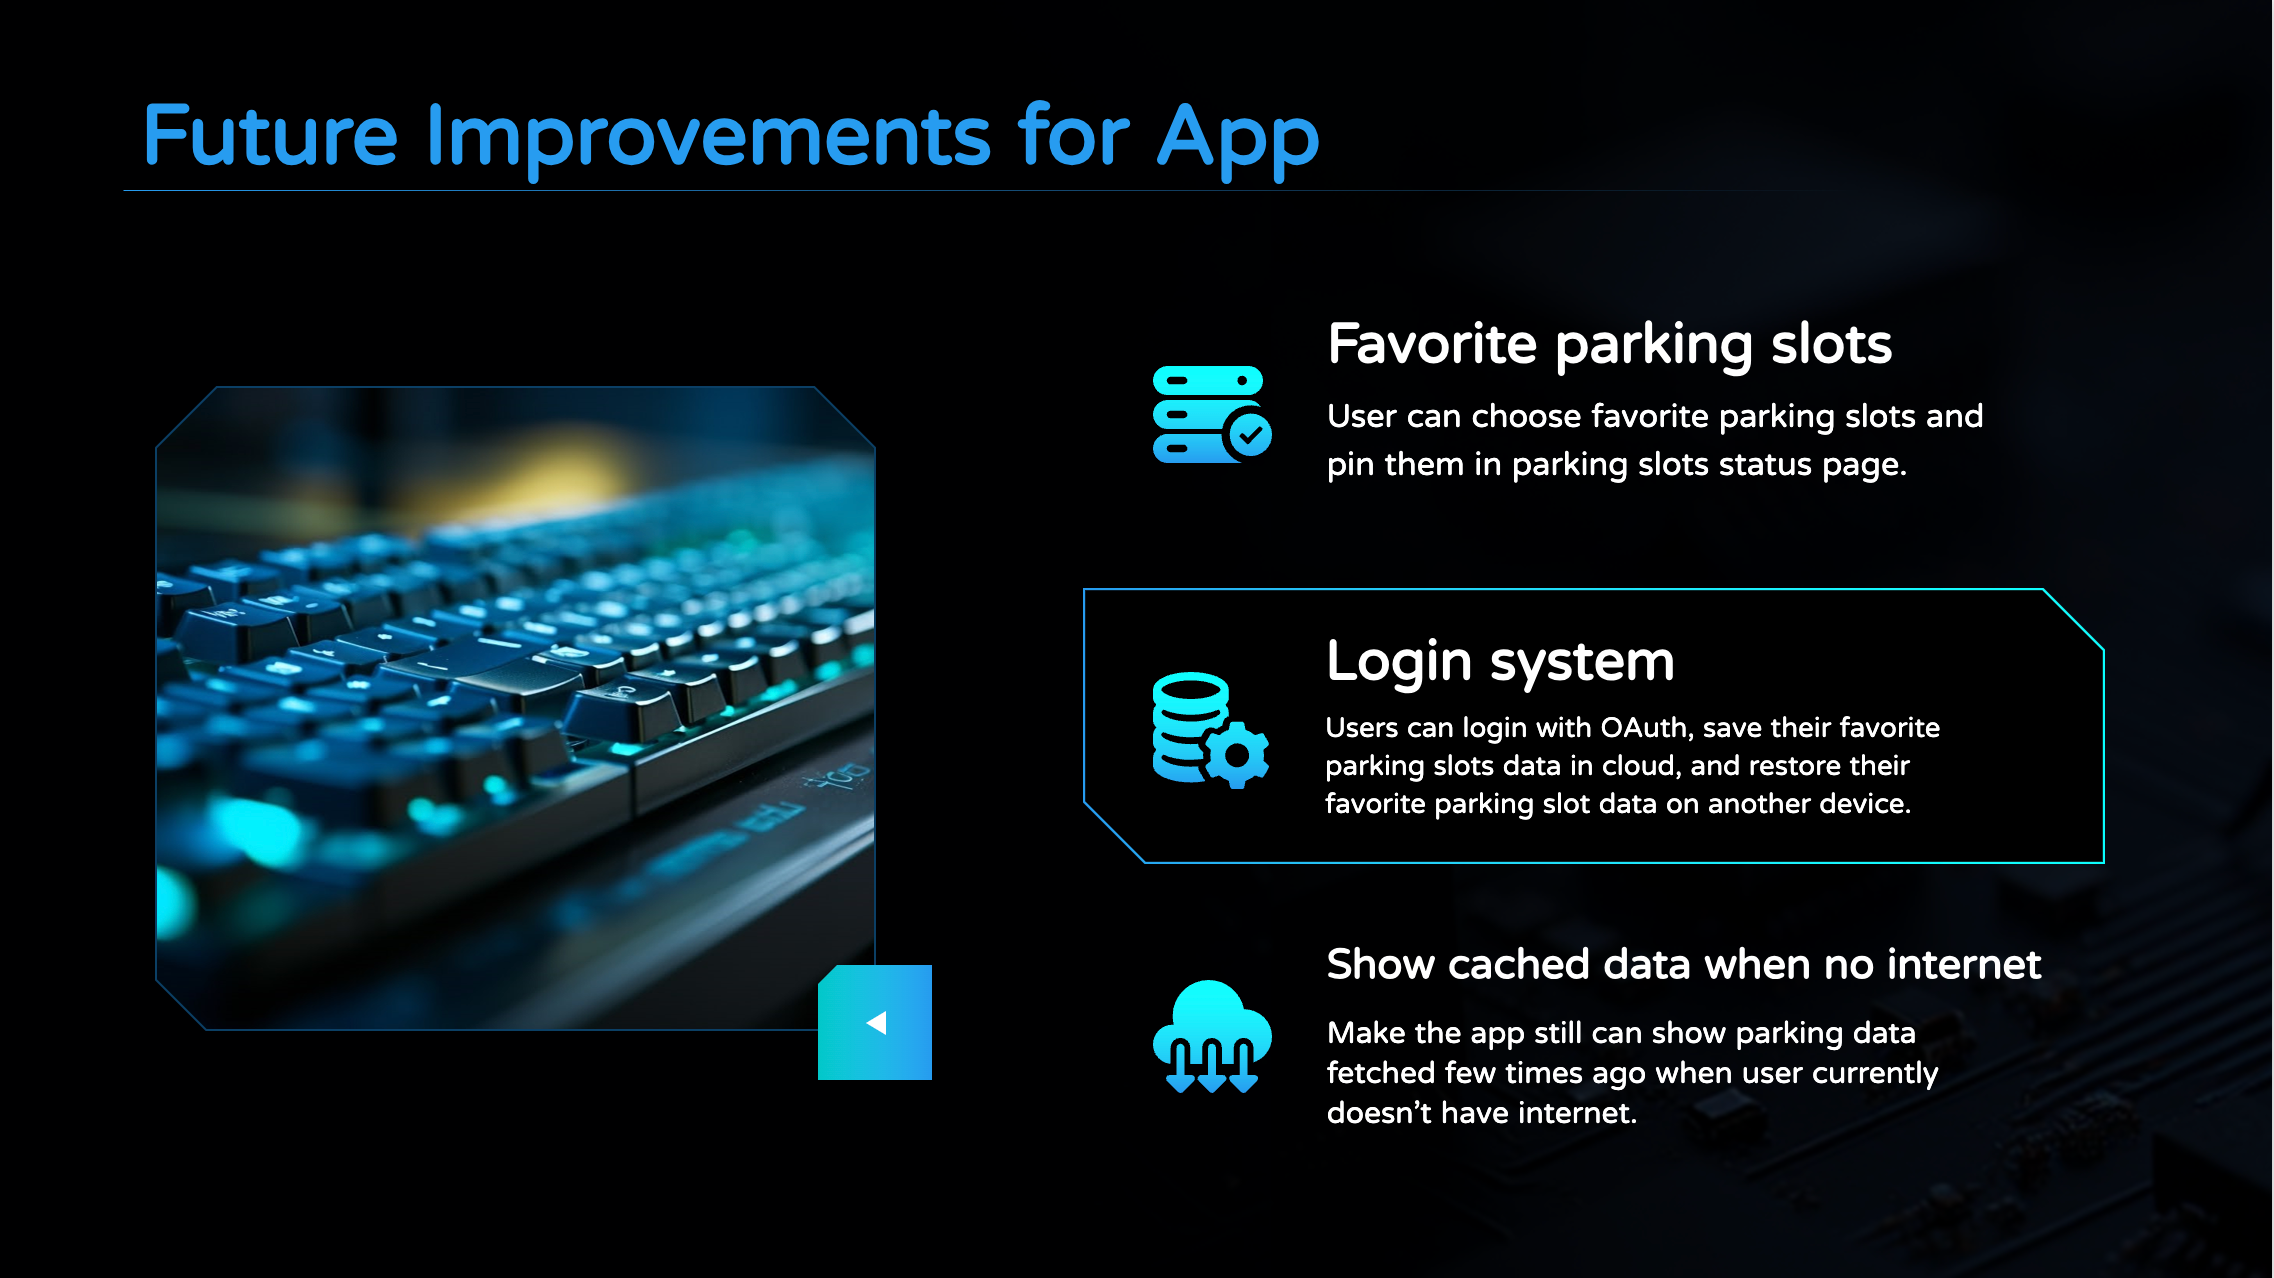 Future Improvements for App
Favorite parking slots
User can choose favorite parking slots and
pin them in parking slots status page.
Login system
Users can login with OAuth, save their favorite
parking slots data in cloud, and restore their
favorite parking slot data on another device.
Show cached data when no internet
Make the app still can show parking data
fetched few times ago when user currently
doesn’t have internet.